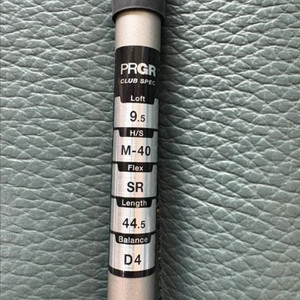 PRGR
CLUB SPEC
Loft
9.5
H/S
M-40
Flex
SR
Length
44.5
Balance
D4